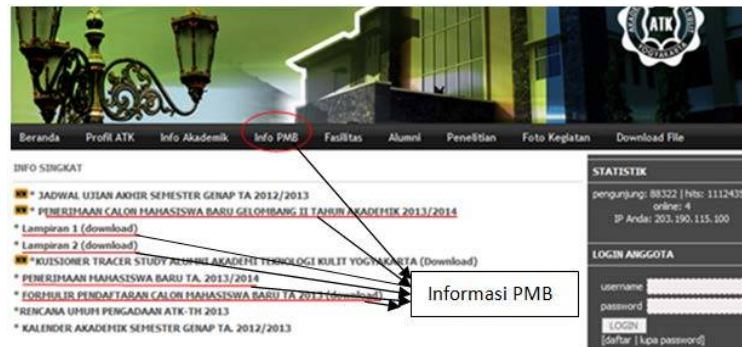 ATK
YOGYAKARTA
Beranda Profil ATK Info Akademik Info PMB Fasilitas Alumni Penelitian Foto Kegiatan Download File
INFO SINGKAT
* JADWAL UJIAN AKHIR SEMESTER GENAP TA 2012/2013
* PENERIMAAN CALON MAHASISWA BARU GELOMBANG II TAHUN AKADEMIK 2013/2014
* Lampiran 1 (download)
* Lampiran 2 (download)
*KUISIONER TRACER STUDY ALUMNI AKADEMI TEKNOLOGI KULIT YOGYAKARTA (Download)
* PENERIMAAN MAHASISWA BARU TA. 2013/2014
* FORMULIR PENDAFTARAN CALON MAHASISWA BARU TA 2013 (download)
*RENCANA UMUM PENGADAAN ATK-TH 2013
* KALENDER AKADEMIK SEMESTER GENAP TA. 2012/2013
Informasi PMB
STATISTIK
pengunjung: 88322 | hits: 1112435
online: 4
IP Anda: 203.190.115.100
LOGIN ANGGOTA
username
password
LOGIN
[daftar | lupa password]